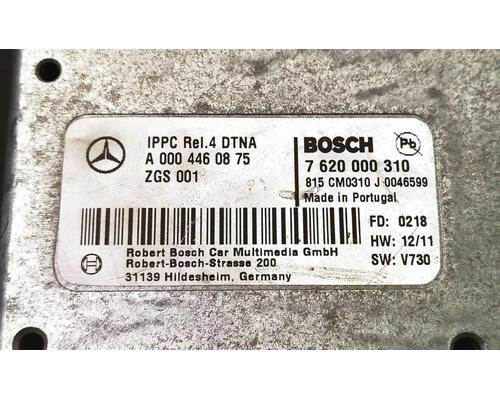 IPPC Rel.4 DTNA
A 000 446 08 75
ZGS 001
BOSCH
Pb
7 620 000 310
815 CM0310 J 0046599
Made in Portugal
FD: 0218
HW: 12/11
SW: V730
Robert Bosch Car Multimedia GmbH
Robert-Bosch-Strasse 200
31139 Hildesheim, Germany